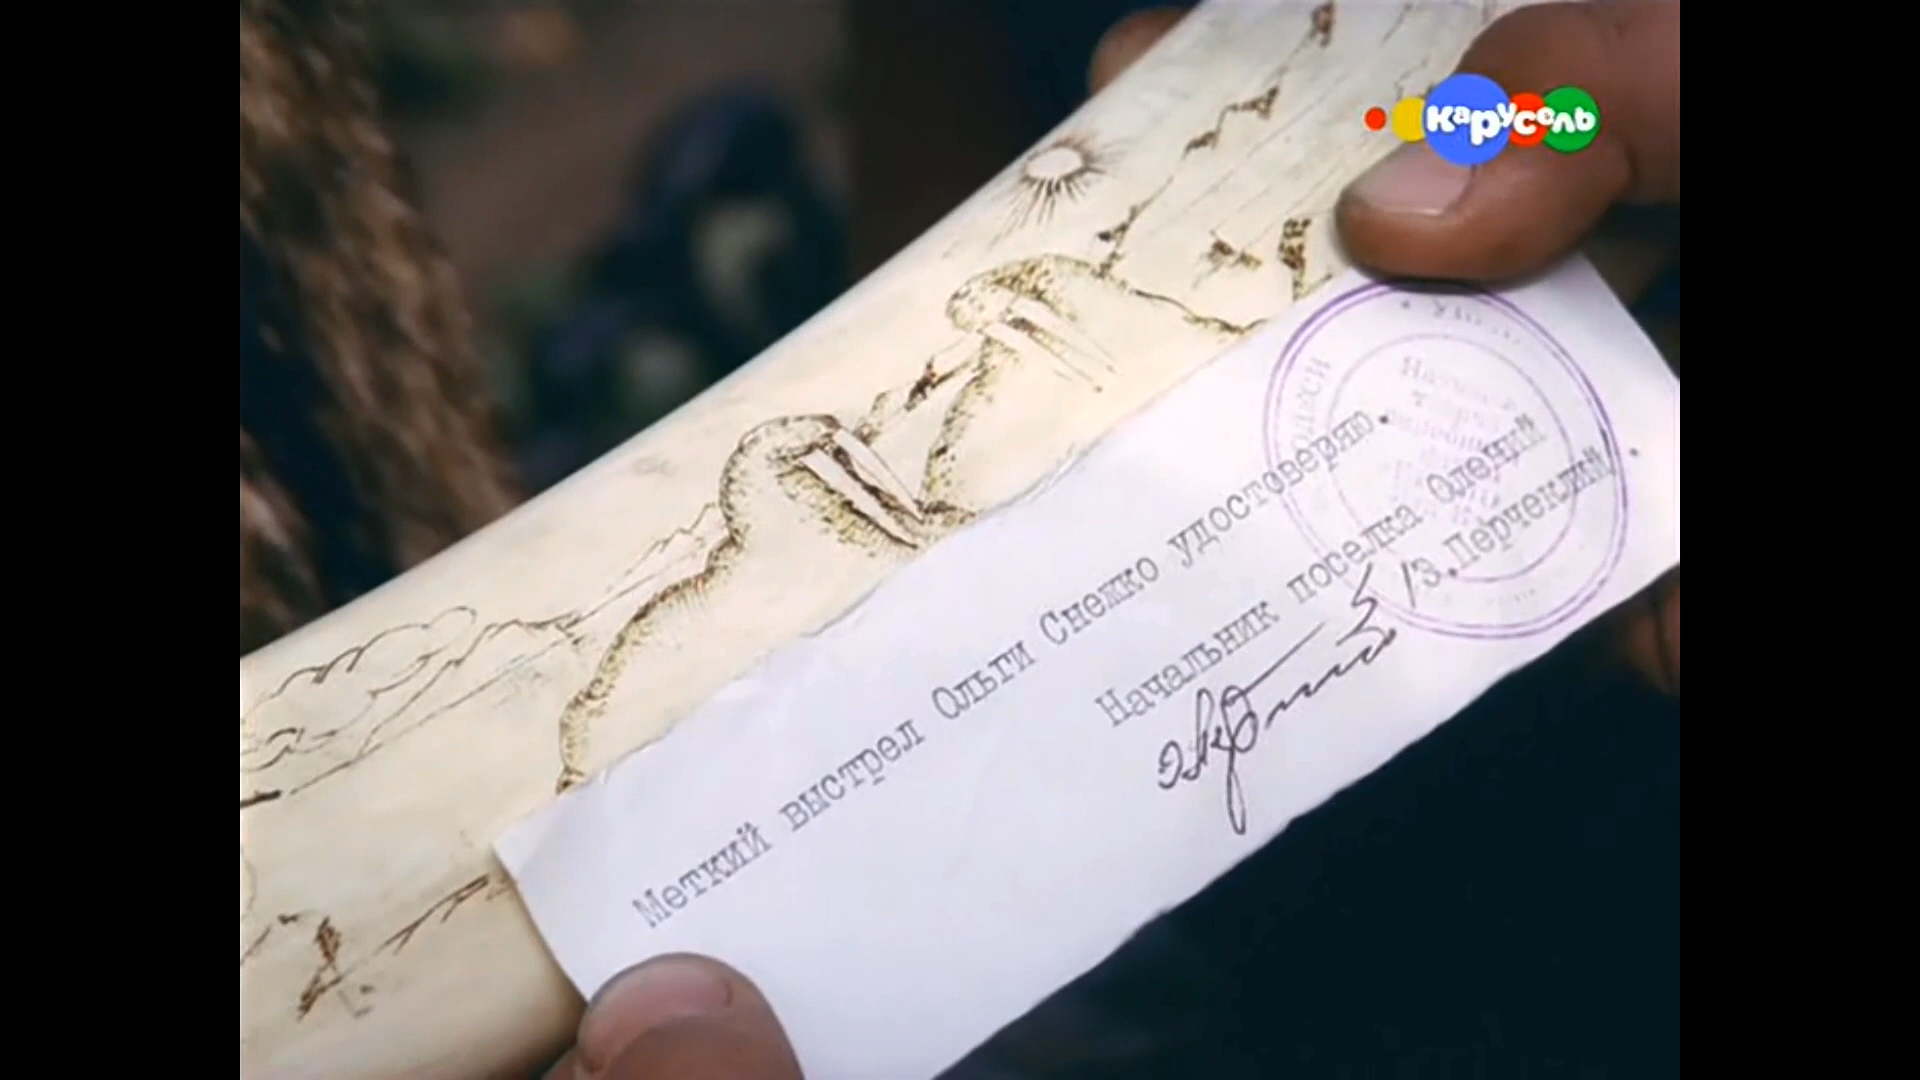 Карусель
Меткий выстрел Ольги Снежко удостоверяю.
Начальник поселка Олений
/Э.Перчеклий.